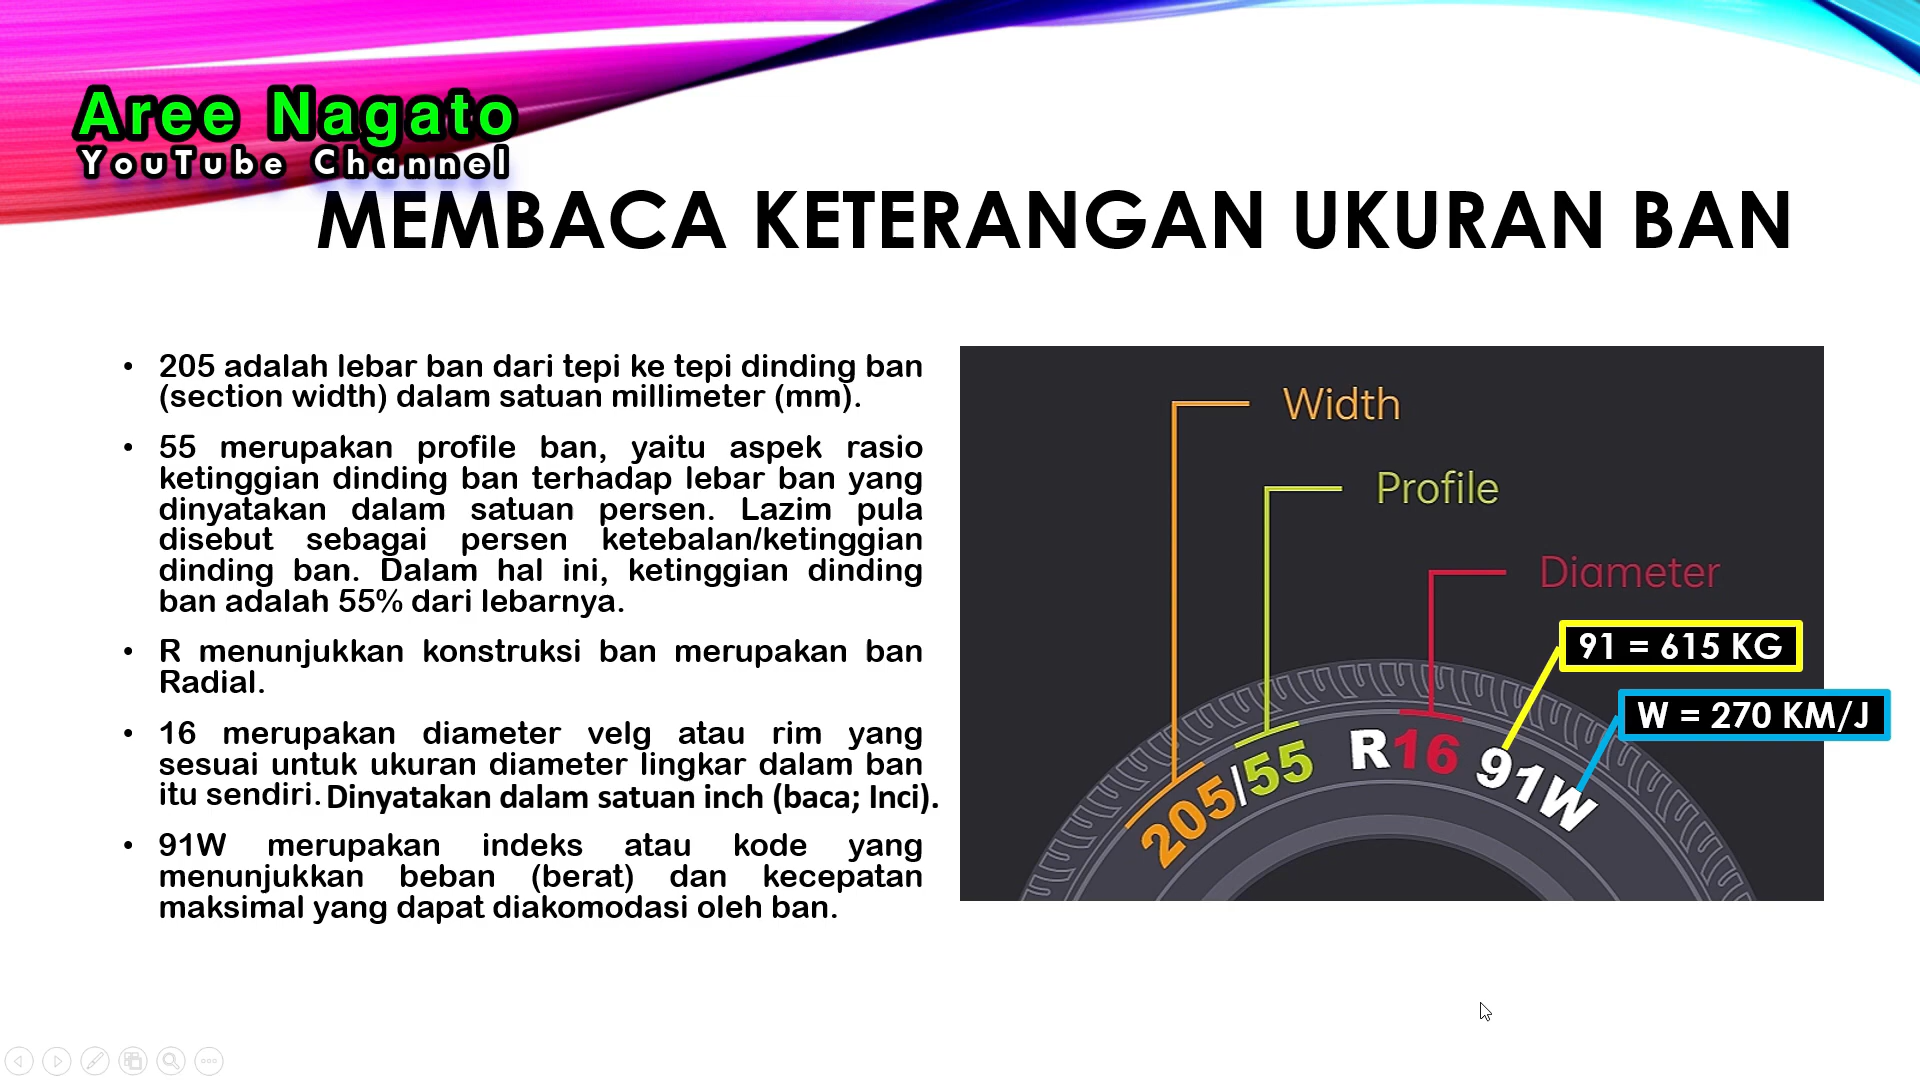 Aree Nagato
YouTube Channel
MEMBACA KETERANGAN UKURAN BAN
• 205 adalah lebar ban dari tepi ke tepi dinding ban
(section width) dalam satuan millimeter (mm).
• 55 merupakan profile ban, yaitu aspek rasio
ketinggian dinding ban terhadap lebar ban yang
dinyatakan dalam satuan persen. Lazim pula
disebut sebagai persen ketebalan/ketinggian
dinding ban. Dalam hal ini, ketinggian dinding
ban adalah 55% dari lebarnya.
• R menunjukkan konstruksi ban merupakan ban
Radial.
• 16 merupakan diameter velg atau rim yang
sesuai untuk ukuran diameter lingkar dalam ban
itu sendiri. Dinyatakan dalam satuan inch (baca; Inci).
• 91W merupakan indeks atau kode yang
menunjukkan beban (berat) dan kecepatan
maksimal yang dapat diakomodasi oleh ban.
Width
Profile
Diameter
91 = 615 KG
W = 270 KM/J
205/55 R16 91W